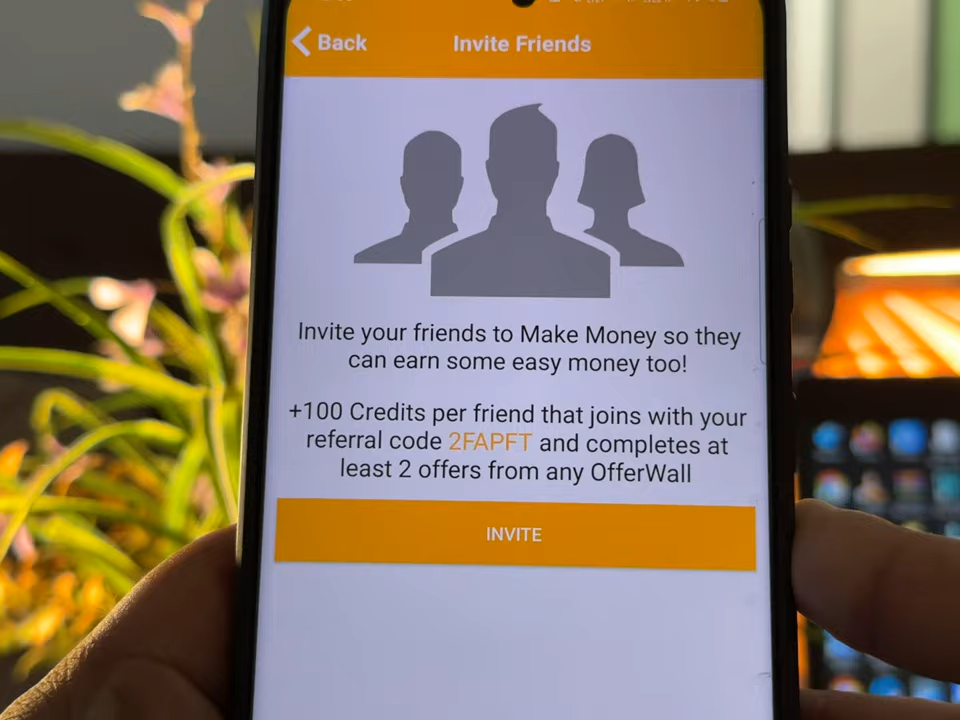 Back
Invite Friends
Invite your friends to Make Money so they
can earn some easy money too!
+100 Credits per friend that joins with your
referral code 2FAPFT and completes at
least 2 offers from any OfferWall
INVITE